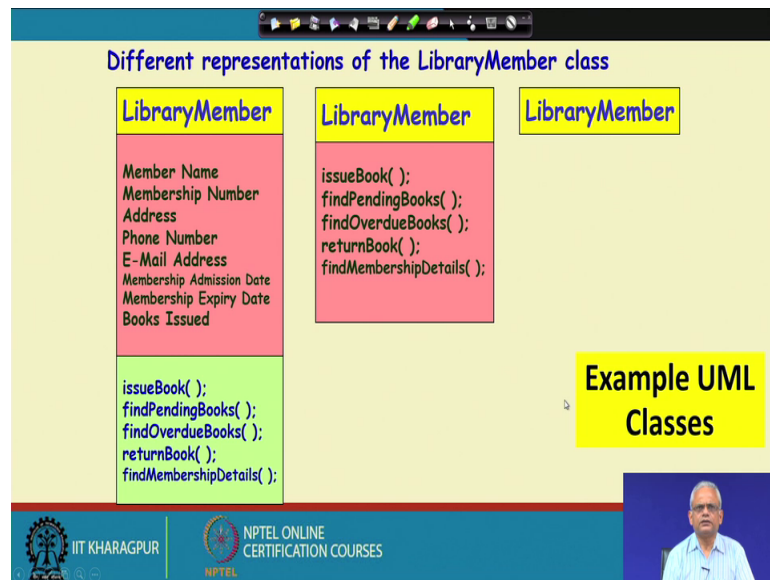 Different representations of the LibraryMember class
LibraryMember
Member Name
Membership Number
Address
Phone Number
E-Mail Address
Membership Admission Date
Membership Expiry Date
Books Issued
issueBook( );
findPendingBooks( );
findOverdueBooks( );
returnBook( );
findMembershipDetails( );
LibraryMember
issueBook( );
findPendingBooks( );
findOverdueBooks( );
returnBook( );
findMembershipDetails( );
LibraryMember
Example UML
Classes
IIT KHARAGPUR
NPTEL
NPTEL ONLINE
CERTIFICATION COURSES